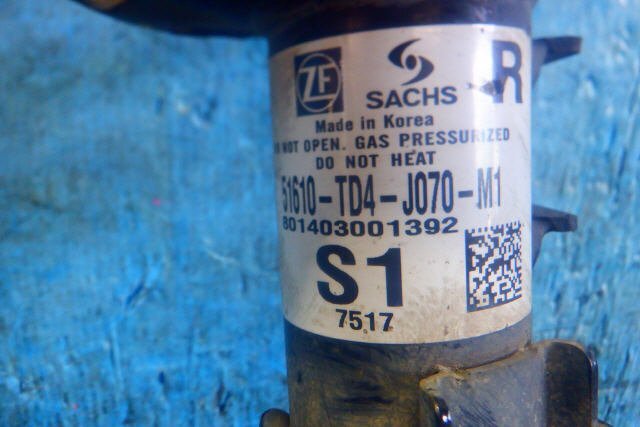 ZF SACHS R
Made in Korea
NOT OPEN. GAS PRESSURIZED
DO NOT HEAT
51610-TD4-J070-M1
801403001392
S1
7517